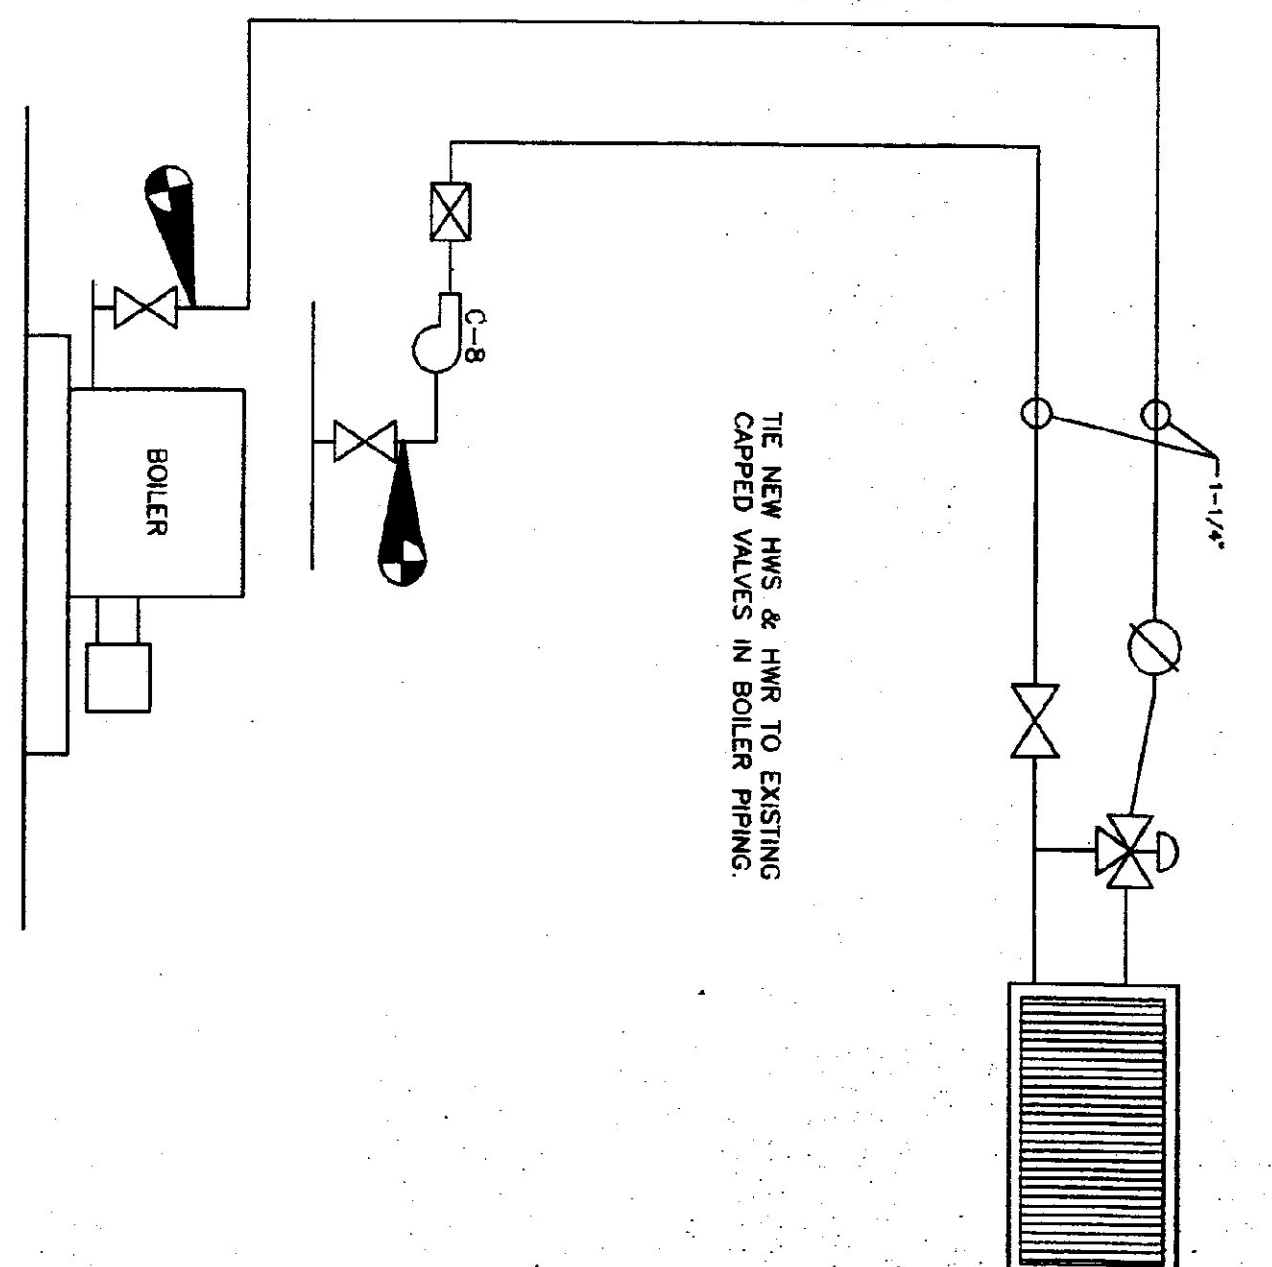 1-1/4"
TIE NEW HWS & HWR TO EXISTING
CAPPED VALVES IN BOILER PIPING.
C-8
BOILER